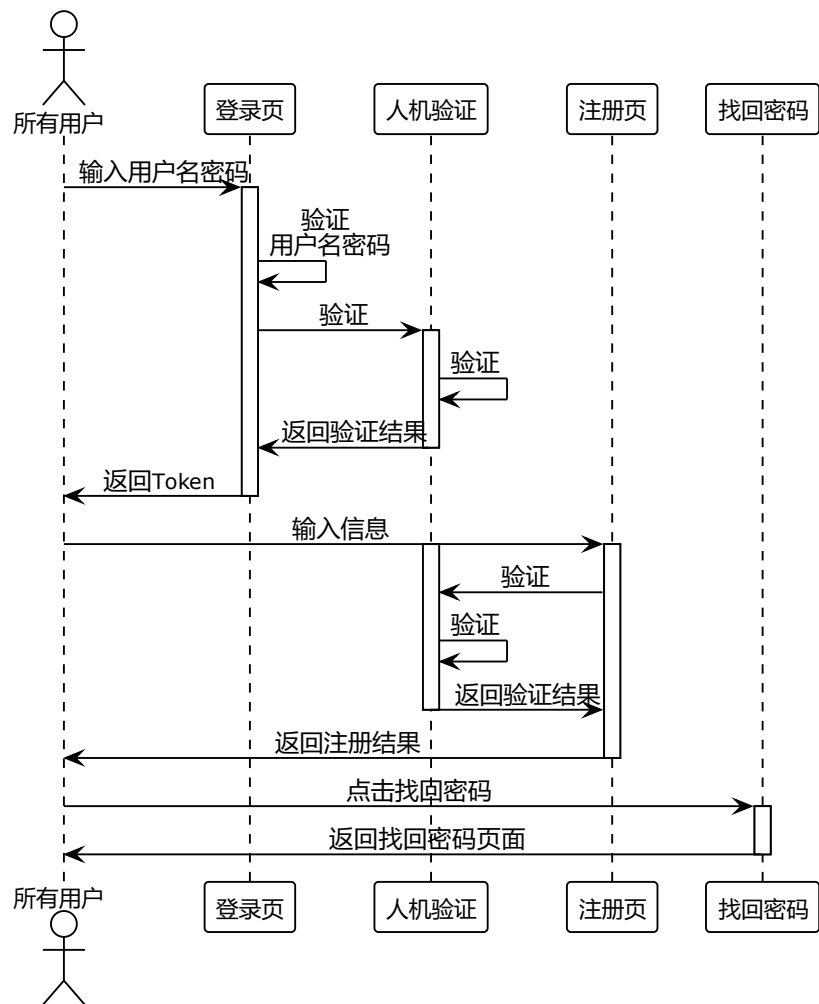 所有用户
登录页
人机验证
注册页
找回密码
输入用户名密码
验证
用户名密码
验证
验证
返回验证结果
返回Token
输入信息
验证
验证
返回验证结果
返回注册结果
点击找回密码
返回找回密码页面
所有用户
登录页
人机验证
注册页
找回密码